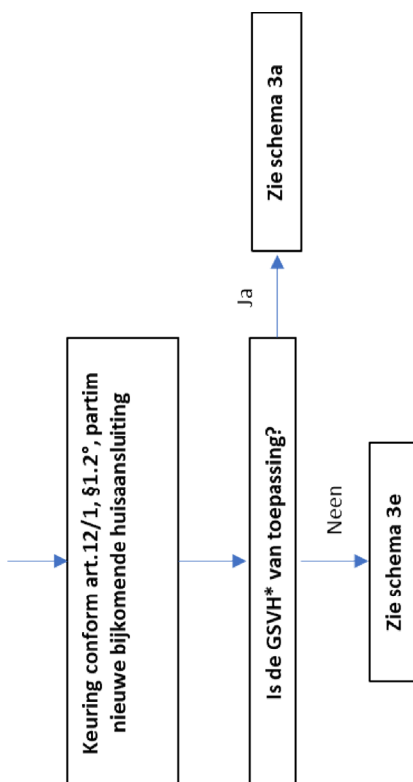 Keuring conform art.12/1, §1.2°, partim
nieuwe bijkomende huisaansluiting
Is de GSVH* van toepassing?
Ja
Zie schema 3a
Neen
Zie schema 3e